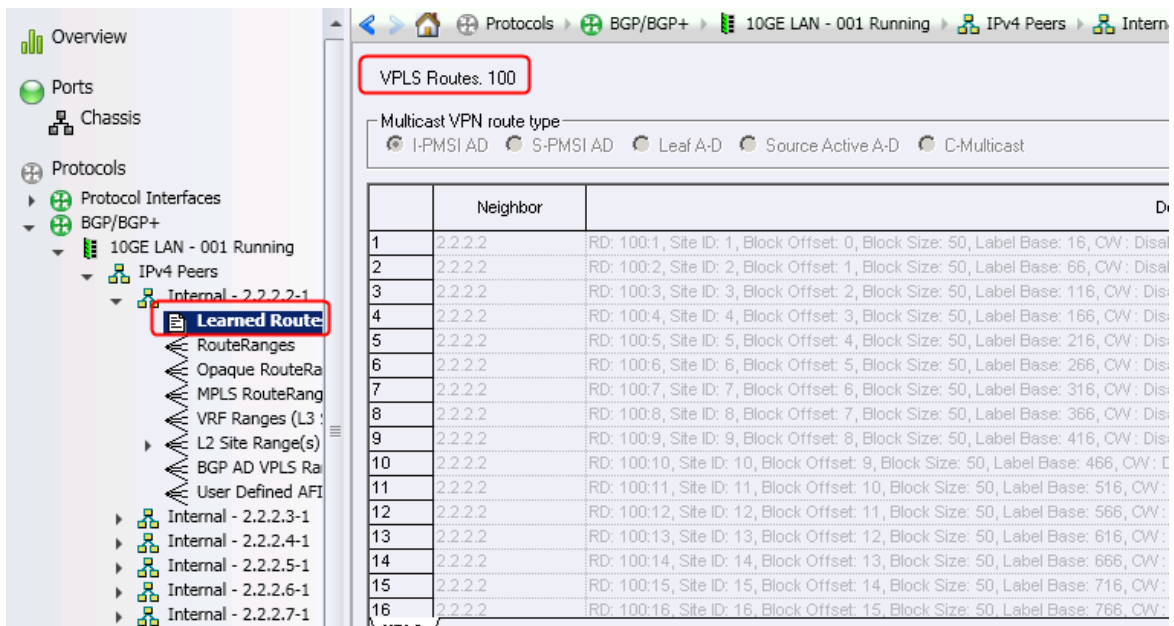 Overview
Ports
Chassis
Protocols
Protocol Interfaces
BGP/BGP+
10GE LAN - 001 Running
IPv4 Peers
Internal - 2.2.2.2-1
Learned Route
RouteRanges
Opaque RouteRa
MPLS RouteRang
VRF Ranges (L3
L2 Site Range(s)
BGP AD VPLS Ra
User Defined AFI
Internal - 2.2.2.3-1
Internal - 2.2.2.4-1
Internal - 2.2.2.5-1
Internal - 2.2.2.6-1
Internal - 2.2.2.7-1
Protocols BGP/BGP+ 10GE LAN - 001 Running IPv4 Peers Intern
VPLS Routes. 100
Multicast VPN route type
I-PMSI AD S-PMSI AD Leaf A-D Source Active A-D C-Multicast
Neighbor De
1 2.2.2.2 RD: 100:1, Site ID: 1, Block Offset: 0, Block Size: 50, Label Base: 16, CW: Disal
2 2.2.2.2 RD: 100:2, Site ID: 2, Block Offset: 1, Block Size: 50, Label Base: 66, CW: Disal
3 2.2.2.2 RD: 100:3, Site ID: 3, Block Offset: 2, Block Size: 50, Label Base: 116, CW: Disa
4 2.2.2.2 RD: 100:4, Site ID: 4, Block Offset: 3, Block Size: 50, Label Base: 166, CW: Disa
5 2.2.2.2 RD: 100:5, Site ID: 5, Block Offset: 4, Block Size: 50, Label Base: 216, CW: Disa
6 2.2.2.2 RD: 100:6, Site ID: 6, Block Offset: 5, Block Size: 50, Label Base: 266, CW: Disa
7 2.2.2.2 RD: 100:7, Site ID: 7, Block Offset: 6, Block Size: 50, Label Base: 316, CW: Disa
8 2.2.2.2 RD: 100:8, Site ID: 8, Block Offset: 7, Block Size: 50, Label Base: 366, CW: Disa
9 2.2.2.2 RD: 100:9, Site ID: 9, Block Offset: 8, Block Size: 50, Label Base: 416, CW: Disa
10 2.2.2.2 RD: 100:10, Site ID: 10, Block Offset: 9, Block Size: 50, Label Base: 466, CW: D
11 2.2.2.2 RD: 100:11, Site ID: 11, Block Offset: 10, Block Size: 50, Label Base: 516, CW:
12 2.2.2.2 RD: 100:12, Site ID: 12, Block Offset: 11, Block Size: 50, Label Base: 566, CW:
13 2.2.2.2 RD: 100:13, Site ID: 13, Block Offset: 12, Block Size: 50, Label Base: 616, CW:
14 2.2.2.2 RD: 100:14, Site ID: 14, Block Offset: 13, Block Size: 50, Label Base: 666, CW:
15 2.2.2.2 RD: 100:15, Site ID: 15, Block Offset: 14, Block Size: 50, Label Base: 716, CW:
16 2.2.2.2 RD: 100:16, Site ID: 16, Block Offset: 15, Block Size: 50, Label Base: 766, CW: